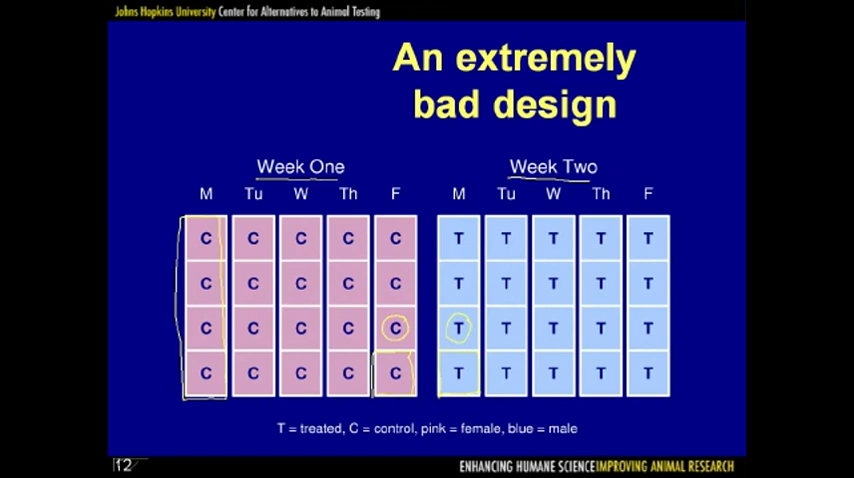 Johns Hopkins University Center for Alternatives to Animal Testing
An extremely
bad design
Week One Week Two
M Tu W Th F M Tu W Th F
C C C C C T T T T T
C C C C C T T T T T
C C C C C T T T T T
C C C C C T T T T T
T = treated, C = control, pink = female, blue = male
12 ENHANCING HUMANE SCIENCE IMPROVING ANIMAL RESEARCH